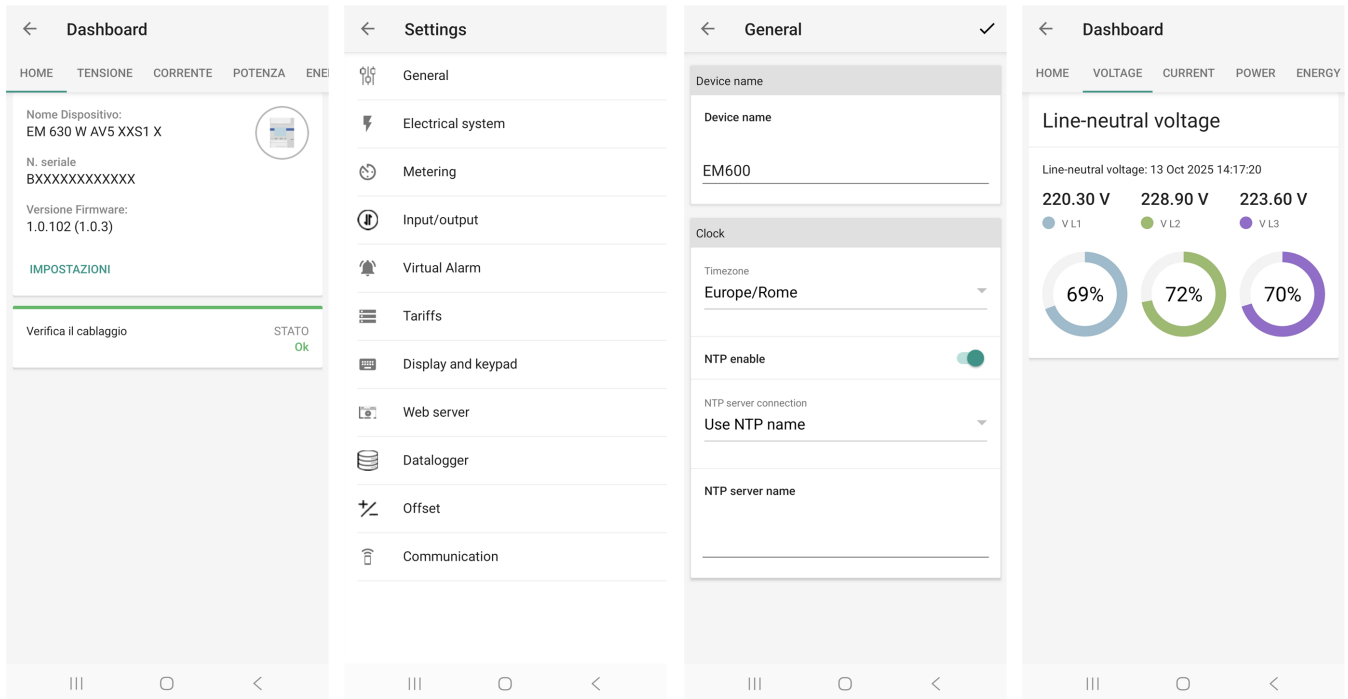 Dashboard
HOME TENSIONE CORRENTE POTENZA
Nome Dispositivo:
EM 630 W AV5 XXS1 X
N. seriale
BXXXXXXXXXXXX
Versione Firmware:
1.0.102 (1.0.3)
IMPOSTAZIONI
Verifica il cablaggio
STATO
Ok
Settings
General
Electrical system
Metering
Input/output
Virtual Alarm
Tariffs
Display and keypad
Web server
Datalogger
Offset
Communication
General
Device name
Device name
EM600
Clock
Timezone
Europe/Rome
NTP enable
NTP server connection
Use NTP name
NTP server name
Dashboard
HOME VOLTAGE CURRENT POWER ENERGY
Line-neutral voltage
Line-neutral voltage: 13 Oct 2025 14:17:20
220.30 V 228.90 V 223.60 V
V L1 V L2 V L3
69% 72% 70%